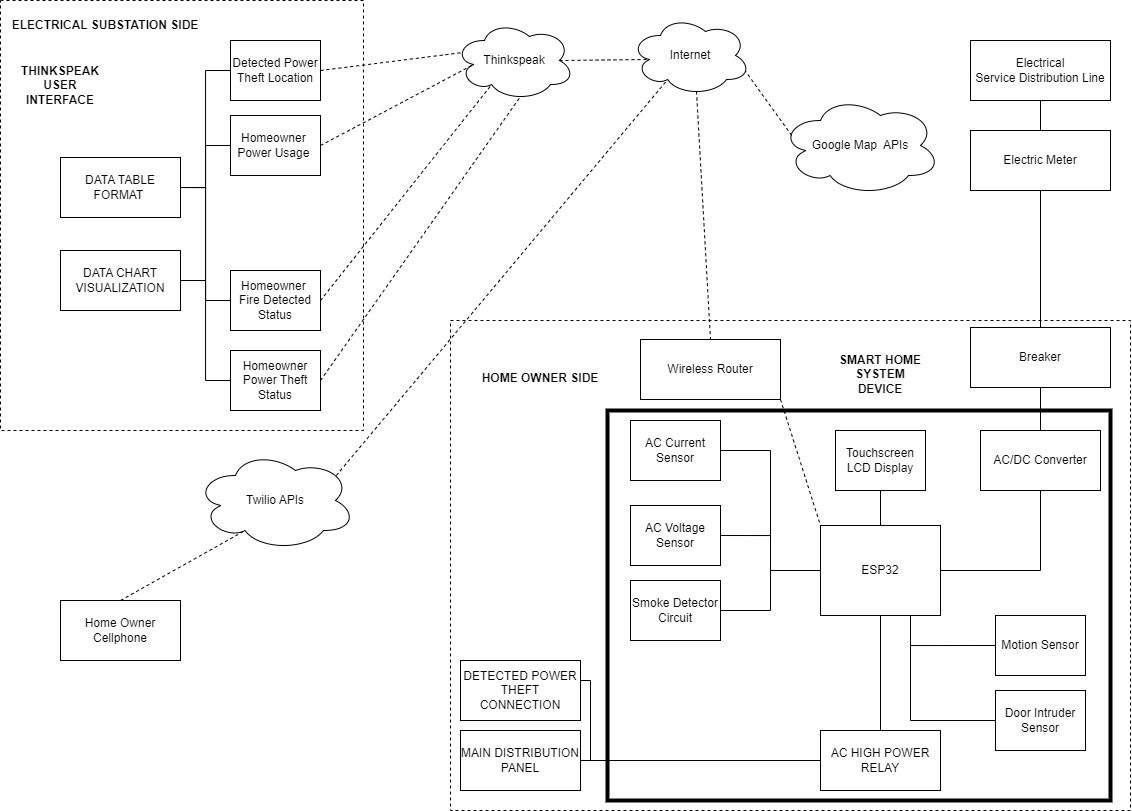 ELECTRICAL SUBSTATION SIDE
THINKSPEAK
USER
INTERFACE
Detected Power
Theft Location
Homeowner
Power Usage
DATA TABLE
FORMAT
DATA CHART
VISUALIZATION
Homeowner
Fire Detected
Status
Homeowner
Power Theft
Status
Thinkspeak
Internet
Google Map  APIs
Electrical
Service Distribution Line
Electric Meter
Twilio APIs
Home Owner
Cellphone
HOME OWNER SIDE
Wireless Router
SMART HOME
SYSTEM
DEVICE
Breaker
AC Current
Sensor
Touchscreen
LCD Display
AC/DC Converter
AC Voltage
Sensor
ESP32
Smoke Detector
Circuit
Motion Sensor
DETECTED POWER
THEFT
CONNECTION
Door Intruder
Sensor
MAIN DISTRIBUTION
PANEL
AC HIGH POWER
RELAY